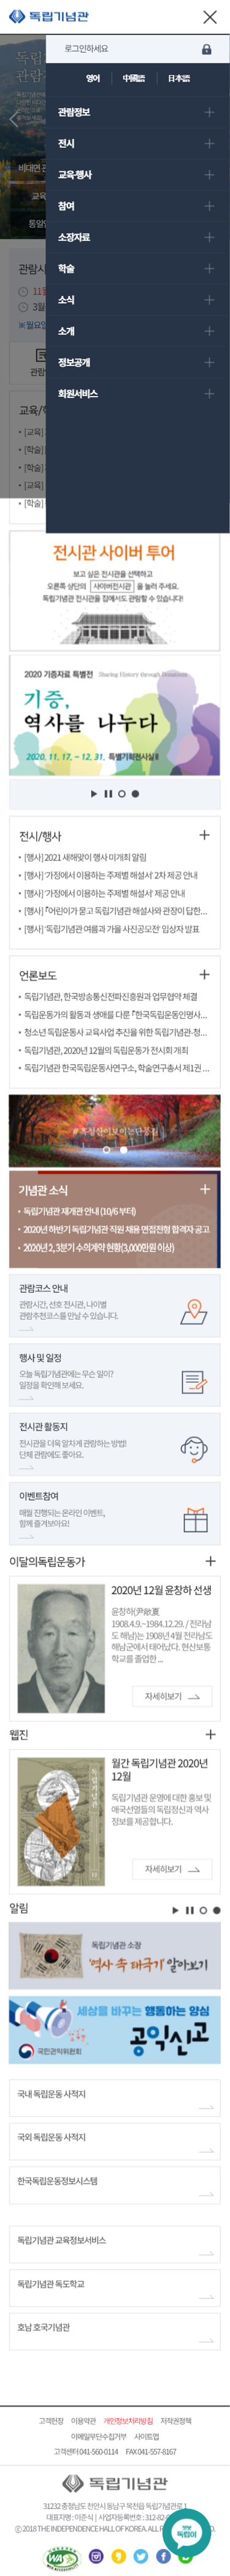 독립기념관
로그인하세요
영어 中國語 日本語
관람정보
전시
교육·행사
참여
소장자료
학술
소식
소개
정보공개
회원서비스
[교육]
[학술]
[학술]
[교육]
[학술]
전시관 사이버 투어
보고 싶은 전시관을 선택하고
오른쪽 상단의 사이버전시관 을 눌러 주세요.
독립기념관 전시관을 집에서도 관람할 수 있습니다!
2020 기증자료 특별전 Sharing History through Donations
기증,
역사를 나누다
2020. 11. 17. ~ 12. 31. 특별기획전시실Ⅱ
전시/행사
• [행사] 2021 새해맞이 행사 미개최 알림
• [행사] '가정에서 이용하는 주제별 해설서' 2차 제공 안내
• [행사] '가정에서 이용하는 주제별 해설서' 제공 안내
• [행사] 『어린이가 묻고 독립기념관 해설사와 관장이 답한...
• [행사] '독립기념관 여름과 가을 사진공모전' 입상자 발표
언론보도
• 독립기념관, 한국방송통신전파진흥원과 업무협약 체결
• 독립운동가의 활동과 생애를 다룬 『한국독립운동인명사...
• 청소년 독립운동사 교육사업 추진을 위한 독립기념관-청...
• 독립기념관, 2020년 12월의 독립운동가 전시회 개최
• 독립기념관 한국독립운동사연구소, 학술연구총서 제1권 ...
기념관 소식
• 독립기념관 재개관 안내 (10/6 부터)
• 2020년 하반기 독립기념관 직원 채용 면접전형 합격자 공고
• 2020년 2,3분기 수의계약 현황(3,000만원 이상)
관람코스 안내
관람시간, 선호 전시관, 나이별
관람추천코스를 만날 수 있습니다.
행사 및 일정
오늘 독립기념관에는 무슨 일이?
일정을 확인해 보세요.
전시관 활동지
전시관을 더욱 알차게 관람하는 방법!
단체 관람에도 좋아요.
이벤트참여
매월 진행되는 온라인 이벤트,
함께 즐겨보아요!
이달의독립운동가
2020년 12월 윤창하 선생
윤창하(尹敞夏
1908.4.9.~1984.12.29. / 전라남
도 해남)는 1908년 4월 전라남도
해남군에서 태어났다. 현산보통
학교를 졸업한 ...
자세히보기
웹진
월간 독립기념관 2020년
12월
독립기념관 운영에 대한 홍보 및
애국선열들의 독립정신과 역사
정보를 제공합니다.
자세히보기
알림
독립기념관 소장
'역사 속 태극기' 알아보기
세상을 바꾸는 행동하는 양심
공익신고
국민권익위원회
국내 독립운동 사적지
국외 독립운동 사적지
한국독립운동정보시스템
독립기념관 교육정보서비스
독립기념관 독도학교
호남 호국기념관
고객헌장 이용약관 개인정보처리방침 저작권정책
이메일무단수집거부 사이트맵
고객센터 041-560-0114 FAX 041-557-8167
독립기념관
31232 충청남도 천안시 동남구 목천읍 독립기념관로 1
대표자명 : 이준식 | 사업자등록번호 : 312-82-
ⓒ 2018 THE INDEPENDENCE HALL OF KOREA. ALL